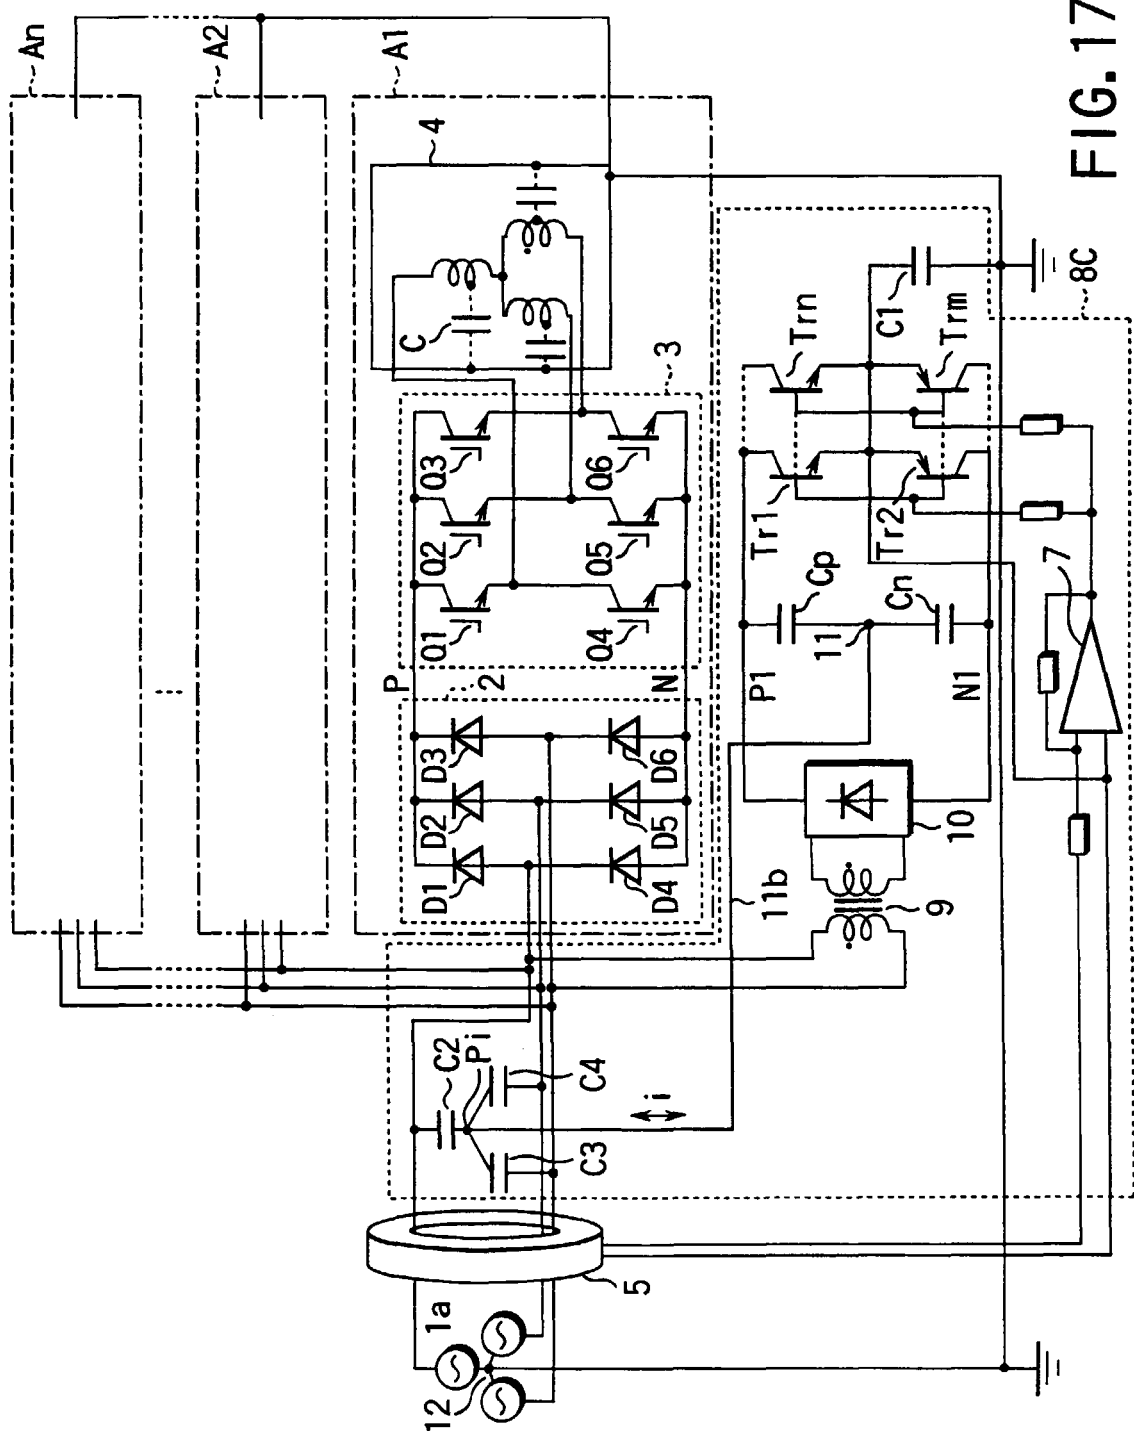 An
A2
A1
4
C
3
Q1
Q2
Q3
Q4
Q5
Q6
P
N
2
D1
D2
D3
D4
D5
D6
Trn
Trm
C1
8C
Tr1
Tr2
Cp
Cn
11
P1
N1
7
10
9
11b
C2
Pi
C4
C3
i
5
1a
12
FIG.17